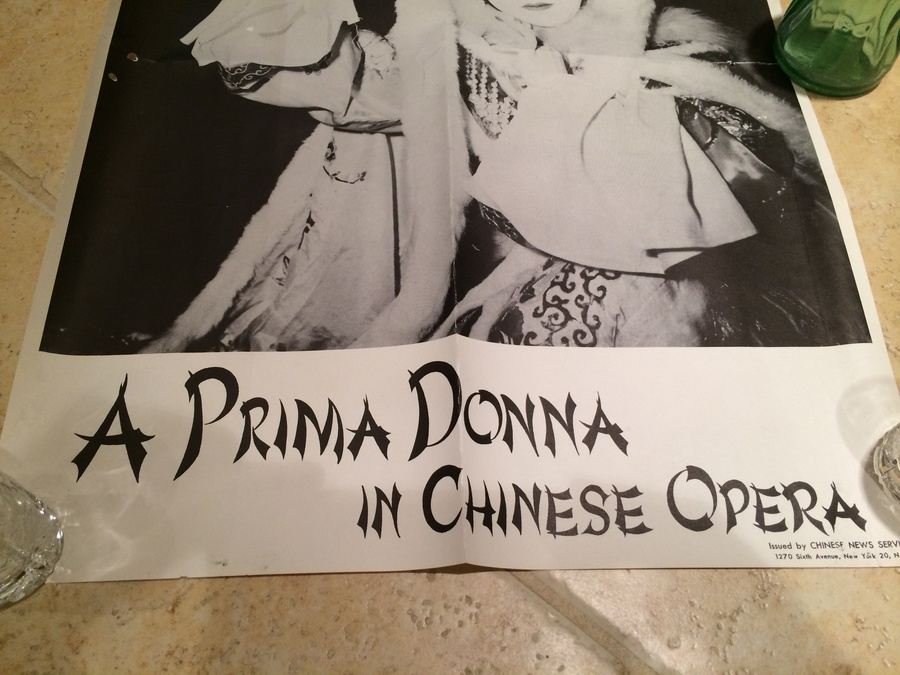 A PRIMA DONNA
IN CHINESE OPERA
Issued by CHINESE NEWS
1270 Sixth Avenue, New York 20,